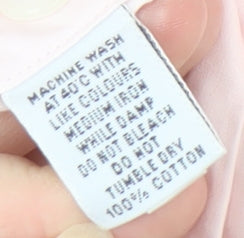 MACHINE WASH
AT 40°C WITH
LIKE COLOURS
MEDIUM IRON
WHILE DAMP
DO NOT BLEACH
DO NOT
TUMBLE DRY
100% COTTON